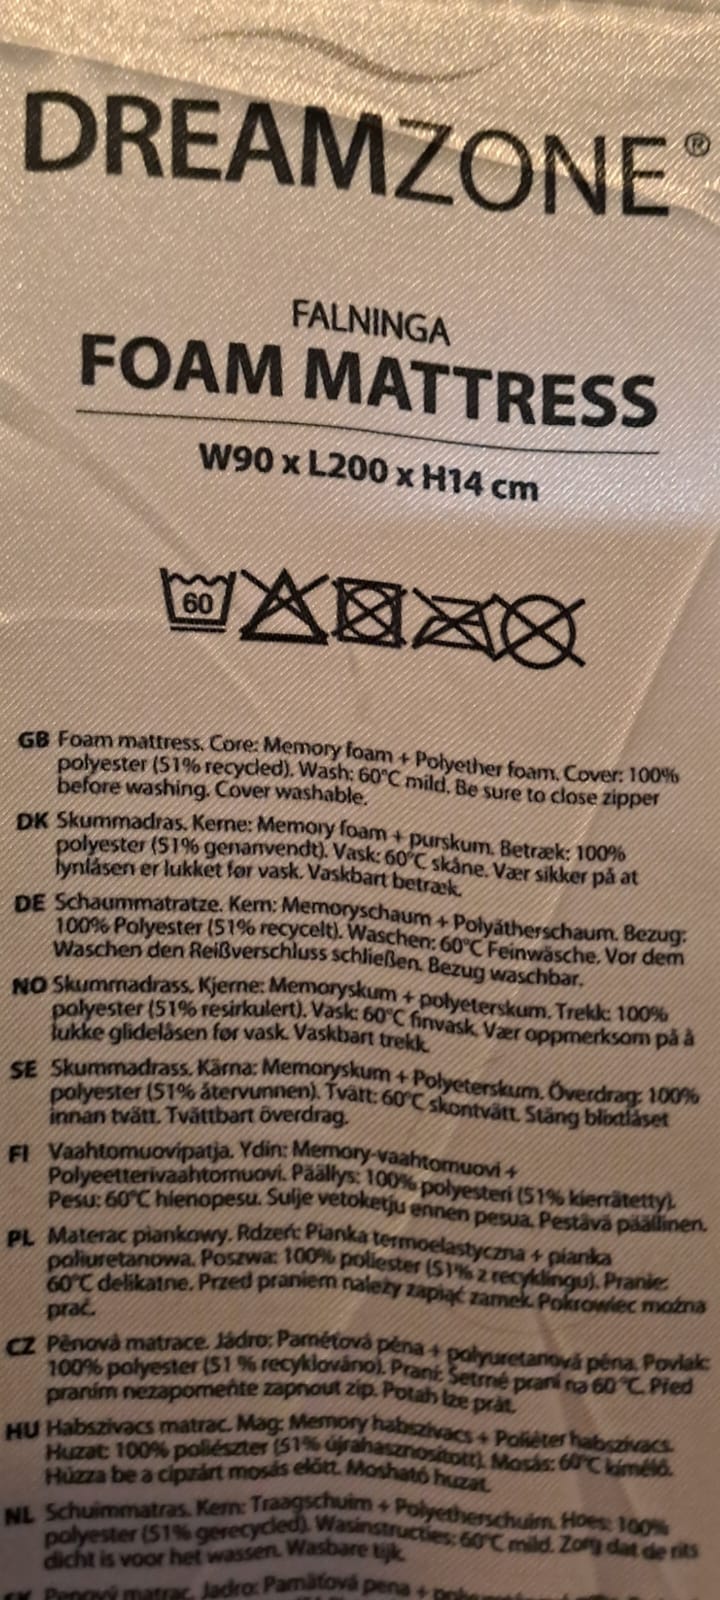 DREAMZONE®
FALNINGA
FOAM MATTRESS
W90 x L200 x H14 cm
60
GB Foam mattress. Core: Memory foam + Polyether foam. Cover: 100%
polyester (51% recycled). Wash: 60°C mild. Be sure to close zipper
before washing. Cover washable.
DK Skummadras. Kerne: Memory foam + purskum. Betræk: 100%
polyester (51% genanvendt). Vask: 60°C skåne. Vær sikker på at
lynlåsen er lukket før vask. Vaskbart betræk.
DE Schaummatratze. Kern: Memoryschaum + Polyätherschaum. Bezug:
100% Polyester (51% recycelt). Waschen: 60°C Feinwäsche. Vor dem
Waschen den Reißverschluss schließen. Bezug waschbar.
NO Skummadrass. Kjerne: Memoryskum + polyeterskum. Trekk: 100%
polyester (51% resirkulert). Vask: 60°C finvask. Vær oppmerksom på å
lukke glidelåsen før vask. Vaskbart trekk.
SE Skummadrass. Kärna: Memoryskum + Polyeterskum. Överdrag: 100%
polyester (51% återvunnen). Tvätt: 60°C skontvätt. Stäng blixtlåset
innan tvätt. Tvättbart överdrag.
FI Vaahtomuovipatja. Ydin: Memory-vaahtomuovi +
Polyeetterivaahtomuovi. Päällys: 100% polyesteri (51% kierrätetty).
Pesu: 60°C hienopesu. Sulje vetoketju ennen pesua. Pestävä päällinen.
PL Materac piankowy. Rdzeń: Pianka termoelastyczna + pianka
poliuretanowa. Poszwa: 100% poliester (51% z recyklingu). Pranie:
60°C delikatne. Przed praniem należy zapiąć zamek. Pokrowiec można
prać.
CZ Pěnová matrace. Jádro: Paměťová pěna + polyuretanová pěna. Povlak:
100% polyester (51 % recyklováno). Praní: Šetrné praní na 60 °C. Před
praním nezapomeňte zapnout zip. Potah lze prát.
HU Habszivacs matrac. Mag: Memory habszivacs + Poliéter habszivacs.
Huzat: 100% poliészter (51% újrahasznosított). Mosás: 60°C kímélő.
Húzza be a cipzárt mosás előtt. Mosható huzat.
NL Schuimmatras. Kern: Traagschuim + Polyetherschuim. Hoes: 100%
polyester (51% gerecycled). Wasinstructies: 60°C mild. Zorg dat de rits
dicht is voor het wassen. Wasbare tijk.
SK Penový matrac. Jadro: Pamäťová pena +